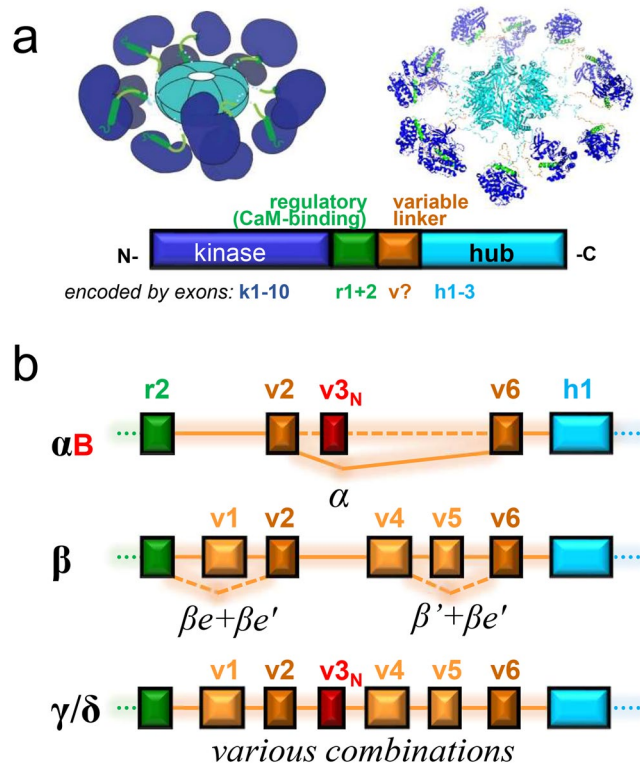 a
regulatory variable
(CaM-binding) linker
N- kinase hub -C
encoded by exons: k1-10 r1+2 v? h1-3
b
r2 v2 v3N v6 h1
αB
α
v1 v2 v4 v5 v6
β
βe+βe′ β’+βe′
v1 v2 v3N v4 v5 v6
γ/δ
various combinations